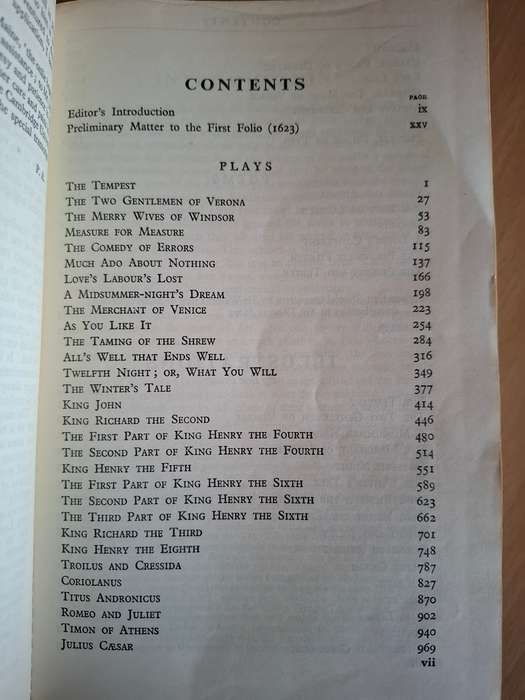 CONTENTS
PAGE
Editor's Introduction ix
Preliminary Matter to the First Folio (1623) xxv
PLAYS
The Tempest 1
The Two Gentlemen of Verona 27
The Merry Wives of Windsor 53
Measure for Measure 83
The Comedy of Errors 115
Much Ado About Nothing 137
Love's Labour's Lost 166
A Midsummer-night's Dream 198
The Merchant of Venice 223
As You Like It 254
The Taming of the Shrew 284
All's Well that Ends Well 316
Twelfth Night; or, What You Will 349
The Winter's Tale 377
King John 414
King Richard the Second 446
The First Part of King Henry the Fourth 480
The Second Part of King Henry the Fourth 514
King Henry the Fifth 551
The First Part of King Henry the Sixth 589
The Second Part of King Henry the Sixth 623
The Third Part of King Henry the Sixth 662
King Richard the Third 701
King Henry the Eighth 748
Troilus and Cressida 787
Coriolanus 827
Titus Andronicus 870
Romeo and Juliet 902
Timon of Athens 940
Julius Cæsar 969
vii